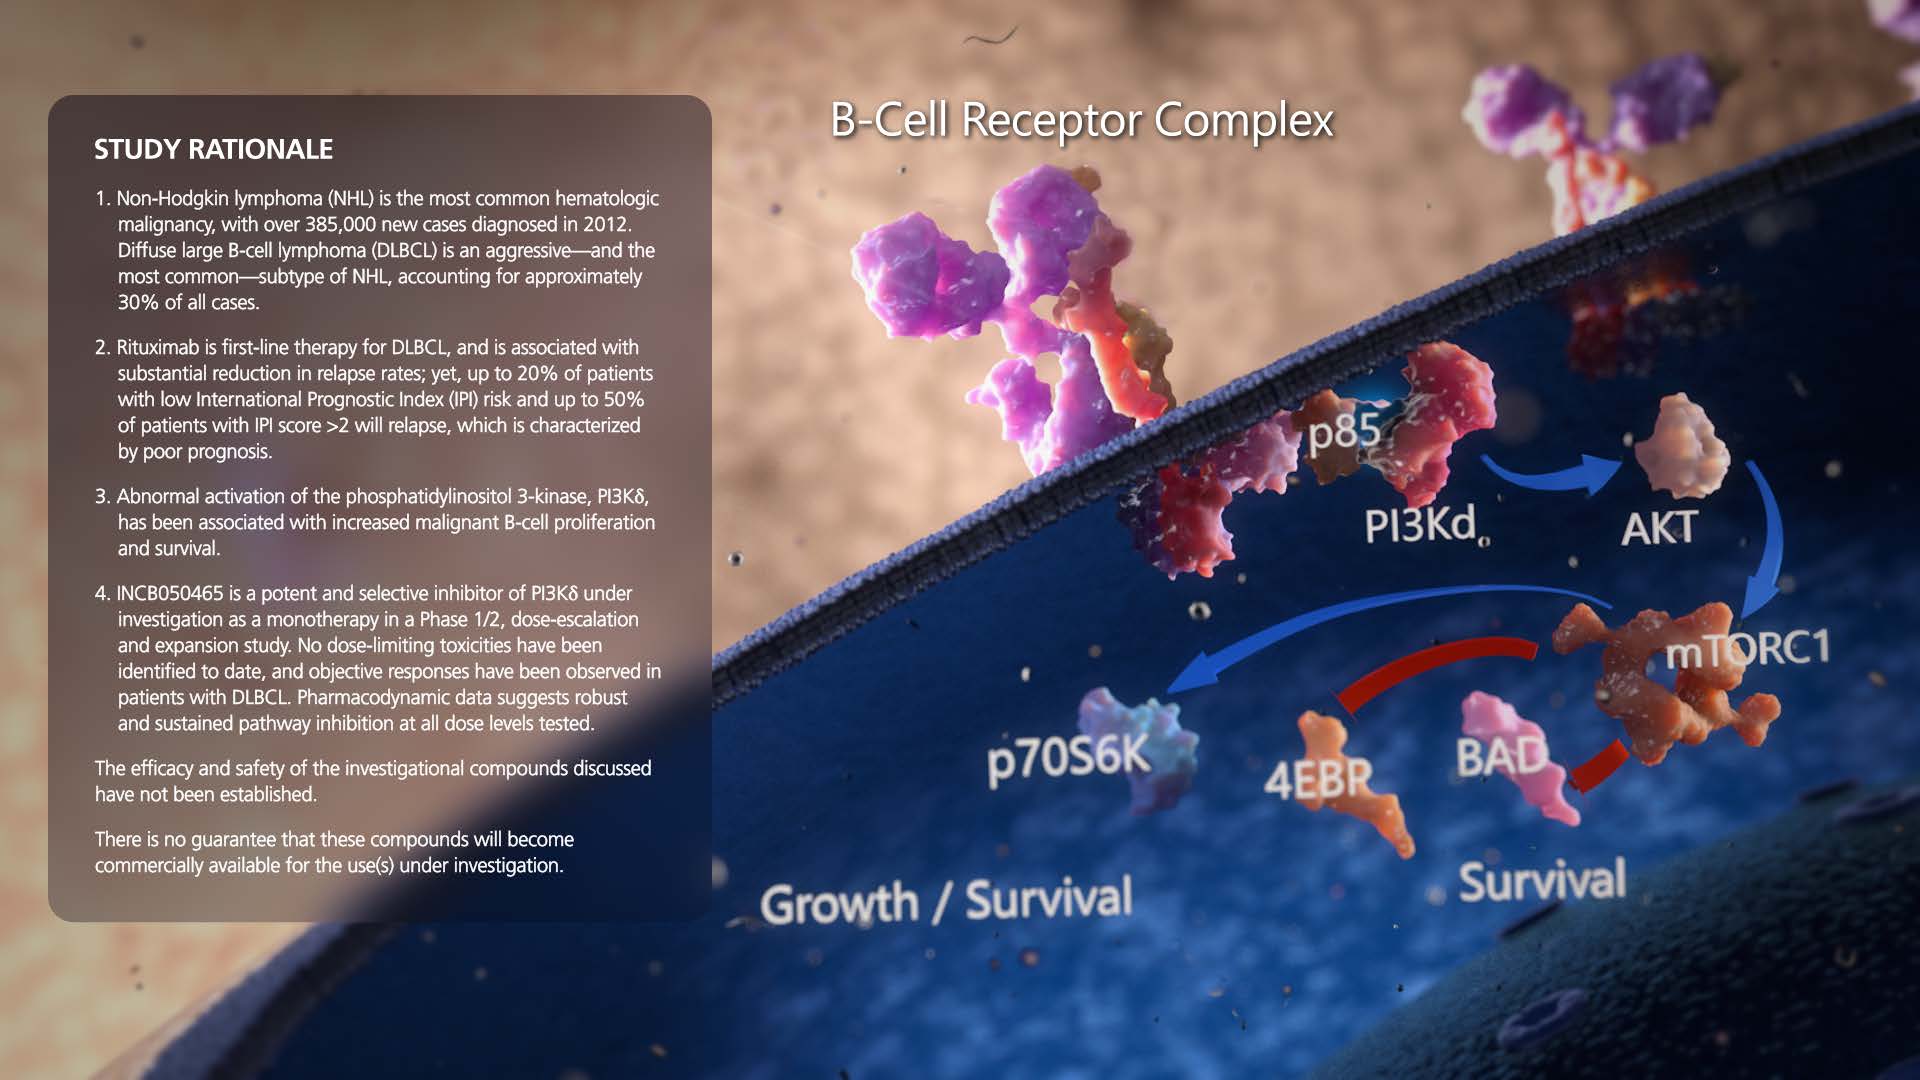 STUDY RATIONALE
1. Non-Hodgkin lymphoma (NHL) is the most common hematologic
malignancy, with over 385,000 new cases diagnosed in 2012.
Diffuse large B-cell lymphoma (DLBCL) is an aggressive—and the
most common—subtype of NHL, accounting for approximately
30% of all cases.
2. Rituximab is first-line therapy for DLBCL, and is associated with
substantial reduction in relapse rates; yet, up to 20% of patients
with low International Prognostic Index (IPI) risk and up to 50%
of patients with IPI score >2 will relapse, which is characterized
by poor prognosis.
3. Abnormal activation of the phosphatidylinositol 3-kinase, PI3Kδ,
has been associated with increased malignant B-cell proliferation
and survival.
4. INCB050465 is a potent and selective inhibitor of PI3Kδ under
investigation as a monotherapy in a Phase 1/2, dose-escalation
and expansion study. No dose-limiting toxicities have been
identified to date, and objective responses have been observed in
patients with DLBCL. Pharmacodynamic data suggests robust
and sustained pathway inhibition at all dose levels tested.
The efficacy and safety of the investigational compounds discussed
have not been established.
There is no guarantee that these compounds will become
commercially available for the use(s) under investigation.
B-Cell Receptor Complex
p85
PI3Kd
AKT
mTORC1
p70S6K
4EBP
BAD
Growth / Survival
Survival